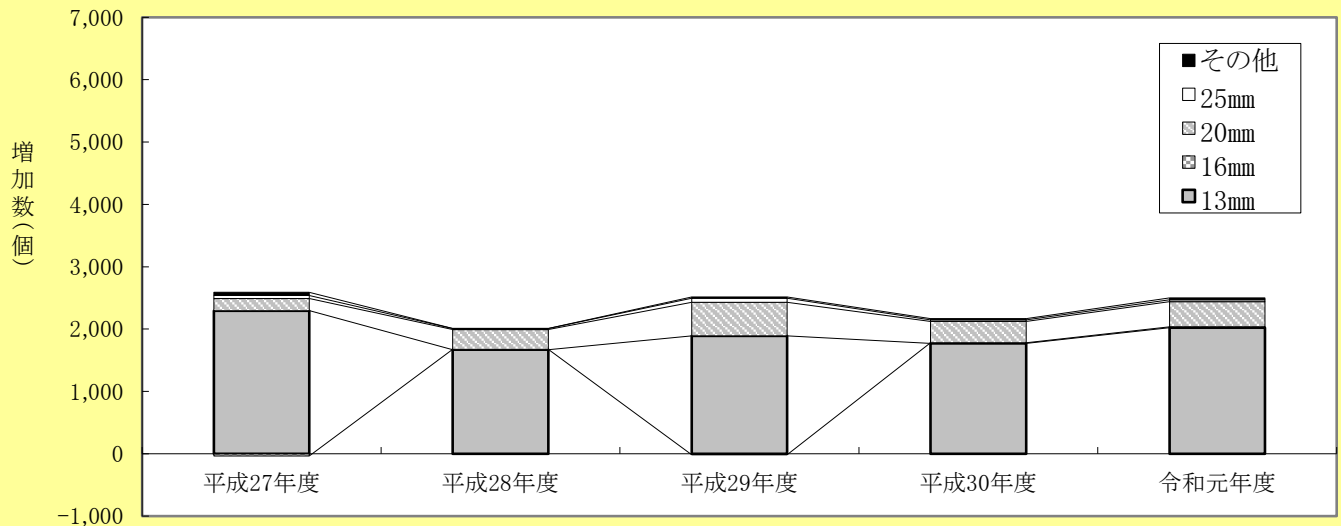 7,000
6,000
5,000
4,000
3,000
2,000
1,000
0
-1,000
増加数(個)
その他
25mm
20mm
16mm
13mm
平成27年度
平成28年度
平成29年度
平成30年度
令和元年度